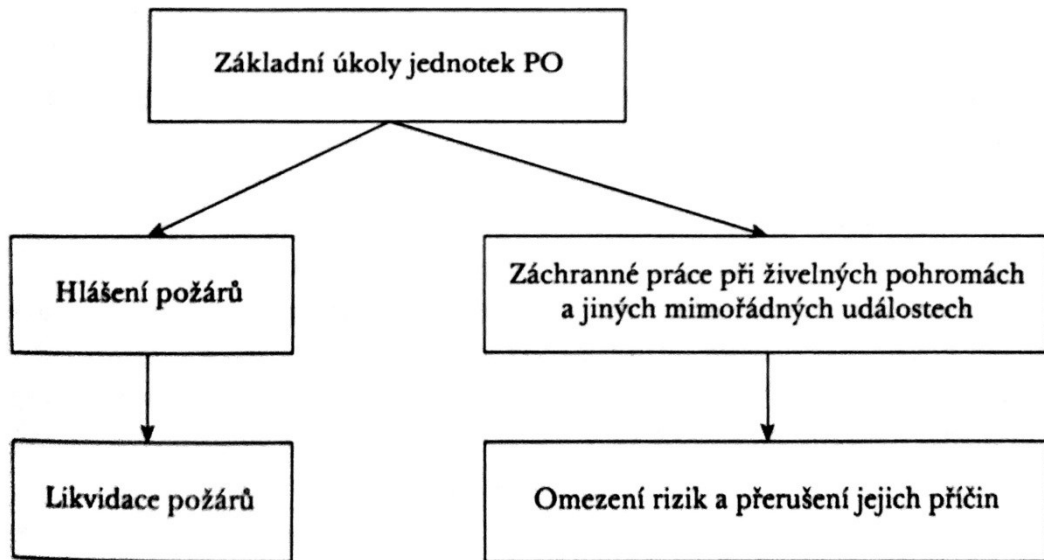 Základní úkoly jednotek PO
Hlášení požárů
Záchranné práce při živelných pohromách
a jiných mimořádných událostech
Likvidace požárů
Omezení rizik a přerušení jejich příčin